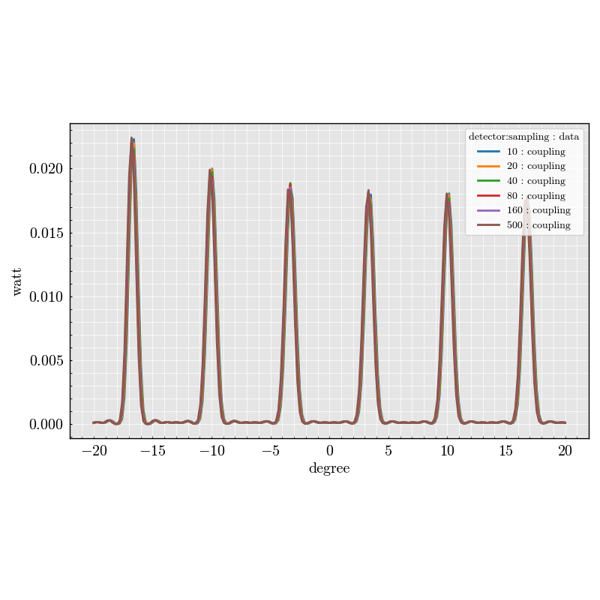 detector:sampling : data
10 : coupling
20 : coupling
40 : coupling
80 : coupling
160 : coupling
500 : coupling
0.020
0.015
0.010
0.005
0.000
watt
−20 −15 −10 −5 0 5 10 15 20
degree